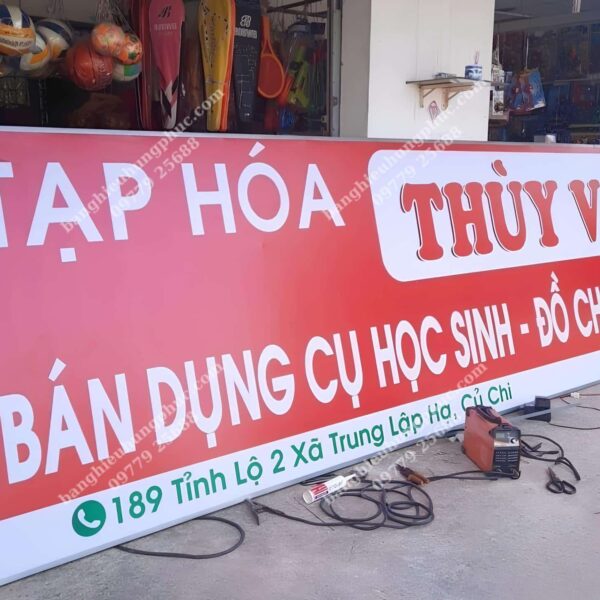 TẠP HÓA
THÙY V
BÁN DỤNG CỤ HỌC SINH - ĐỒ CH
189 Tỉnh Lộ 2 Xã Trung Lập Hạ, Củ Chi
banghieuhungphuc.com
09779 25688